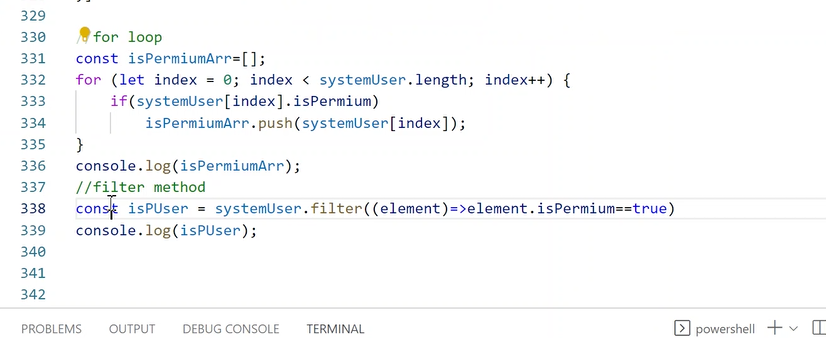 329
330 //for loop
331 const isPermiumArr=[];
332 for (let index = 0; index < systemUser.length; index++) {
333 if(systemUser[index].isPermium)
334 isPermiumArr.push(systemUser[index]);
335 }
336 console.log(isPermiumArr);
337 //filter method
338 const isPUser = systemUser.filter((element)=>element.isPermium==true)
339 console.log(isPUser);
340
341
342
PROBLEMS OUTPUT DEBUG CONSOLE TERMINAL powershell